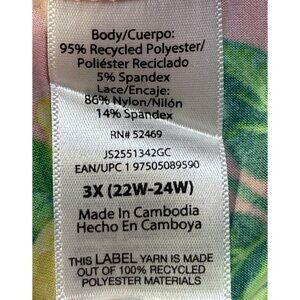 Body/Cuerpo:
95% Recycled Polyester/
Poliéster Reciclado
5% Spandex
Lace/Encaje:
86% Nylon/Nilón
14% Spandex
RN# 52469
JS2551342GC
EAN/UPC 1 97505089590
3X (22W-24W)
Made In Cambodia
Hecho En Camboya
THIS LABEL YARN IS MADE
OUT OF 100% RECYCLED
POLYESTER MATERIALS